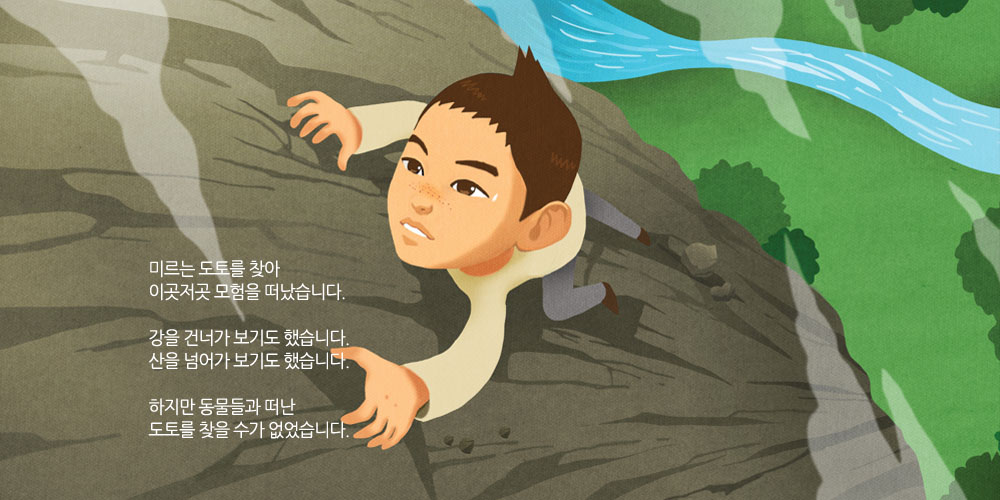 미르는 도토를 찾아
이곳저곳 모험을 떠났습니다.
강을 건너가 보기도 했습니다.
산을 넘어가 보기도 했습니다.
하지만 동물들과 떠난
도토를 찾을 수가 없었습니다.